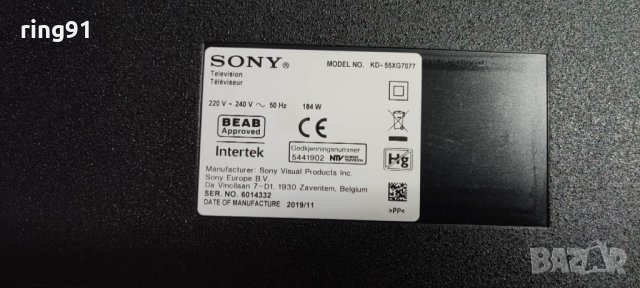 ring91
SONY®
MODEL NO. KD-55XG7077
Television
Téléviseur
220 V ~ 240 V ~ 50 Hz 184 W
BEAB
Approved
CE
Intertek
Godkjenningsnummer
5441902 NTV
Hg
Manufacturer: Sony Visual Products Inc.
Sony Europe B.V.
Da Vincilaan 7-D1, 1930 Zaventem, Belgium
SER. NO. 6014332
DATE OF MANUFACTURE 2019/11
>PP<
BAZAR